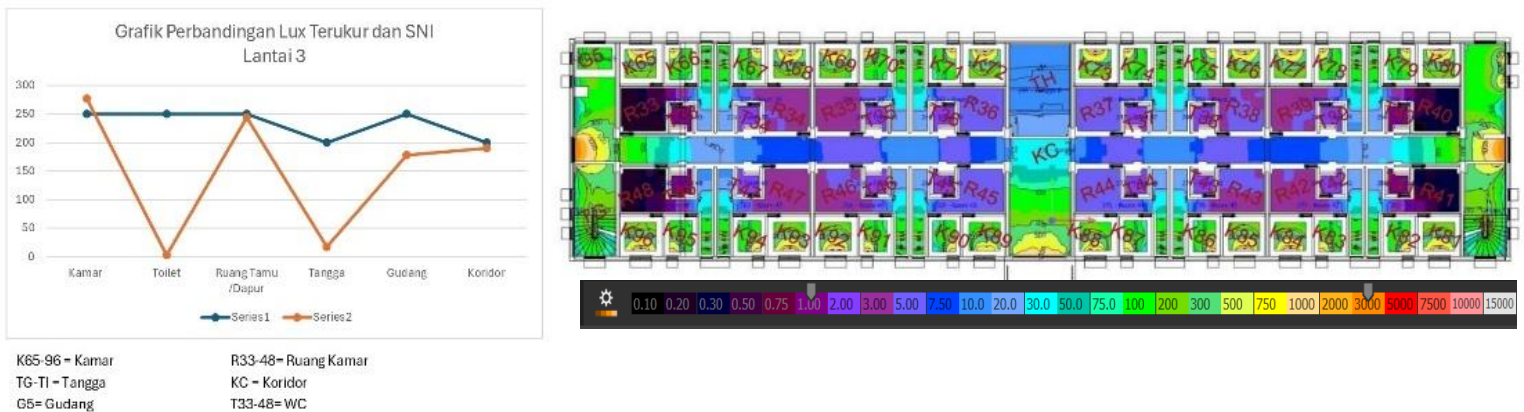 Grafik Perbandingan Lux Terukur dan SNI
Lantai 3
300
250
200
150
100
50
0
Kamar Toilet Ruang Tamu Tangga Gudang Koridor
/Dapur
Series1 Series2
K65-96 = Kamar R33-48= Ruang Kamar
TG-TI = Tangga KC = Koridor
G5= Gudang T33-48= WC
G5 K65 K66 K67 K68 K69 K70 K71 K72 TH K73 K74 K75 K76 K77 K78 K79 K80
R33 T34 R34 R35 R36 R37 R38 R39 R40
KC
R48 R47 R46 T46 R45 R44 T44 R43 R42 R41
K96 K95 K94 K93 K92 K91 K90 K89 K88 K87 K86 K84 K83 K82
0.10 0.20 0.30 0.50 0.75 1.00 2.00 3.00 5.00 7.50 10.0 20.0 30.0 50.0 75.0 100 200 300 500 750 1000 2000 3000 5000 7500 10000 15000